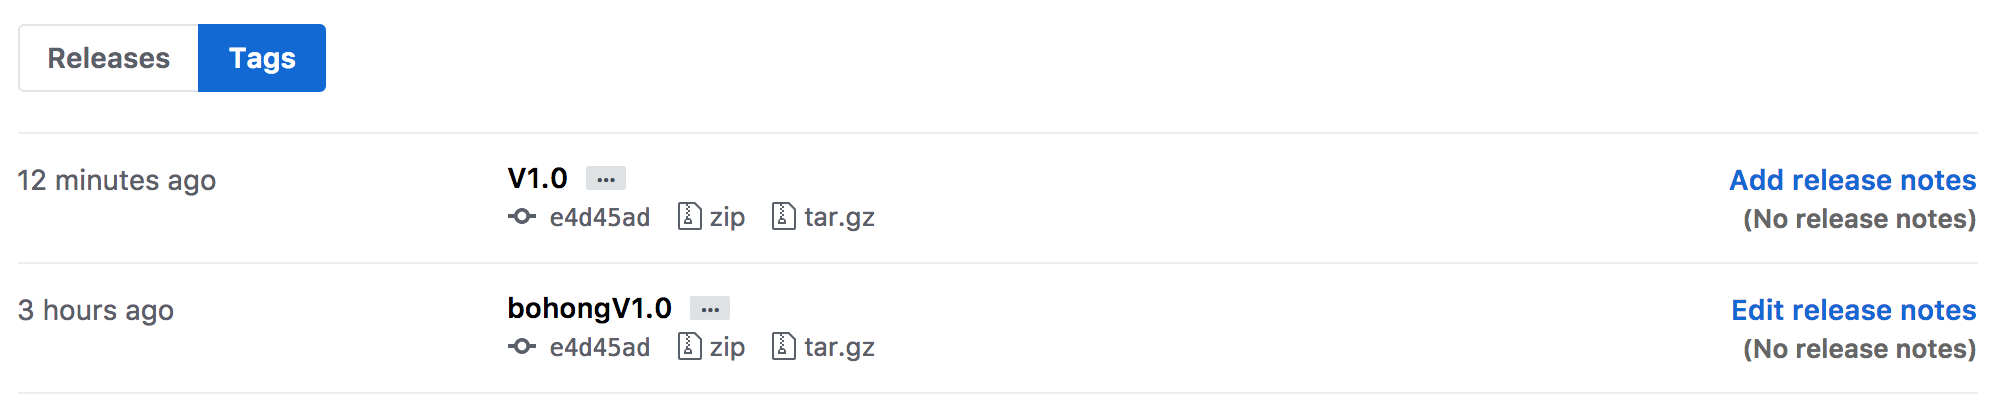 Releases Tags
12 minutes ago V1.0 ... Add release notes
e4d45ad zip tar.gz (No release notes)
3 hours ago bohongV1.0 ... Edit release notes
e4d45ad zip tar.gz (No release notes)